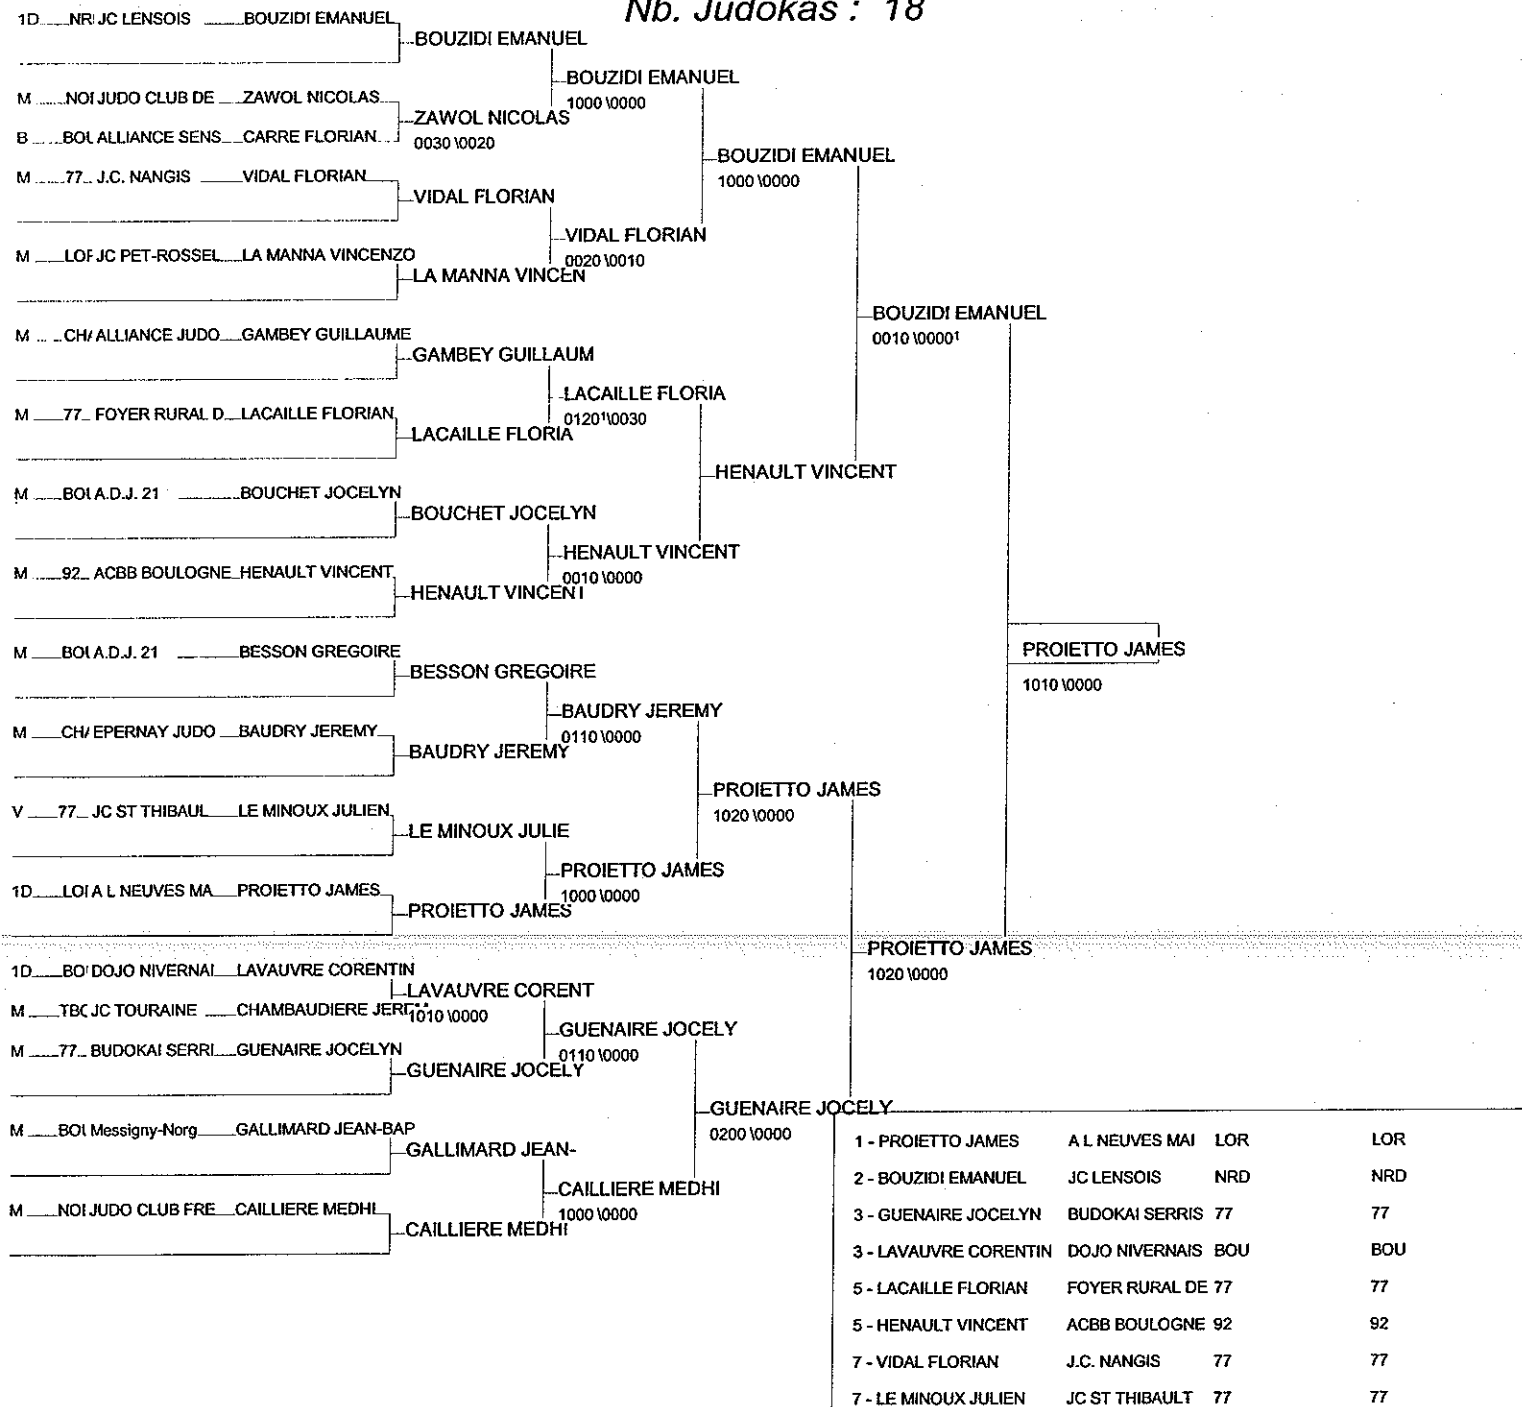 Nb. Judokas : 18
1D NRI JC LENSOIS BOUZIDI EMANUEL
BOUZIDI EMANUEL
BOUZIDI EMANUEL
1000 \0000
M NOI JUDO CLUB DE ZAWOL NICOLAS
ZAWOL NICOLAS
0030 \0020
B BOU ALLIANCE SENS CARRE FLORIAN
BOUZIDI EMANUEL
1000 \0000
M 77 J.C. NANGIS VIDAL FLORIAN
VIDAL FLORIAN
VIDAL FLORIAN
0020 \0010
M LOF JC PET-ROSSEL LA MANNA VINCENZO
LA MANNA VINCEN
BOUZIDI EMANUEL
0010 \0000¹
M CH/ ALLIANCE JUDO GAMBEY GUILLAUME
GAMBEY GUILLAUM
LACAILLE FLORIA
0120¹\0030
M 77 FOYER RURAL D LACAILLE FLORIAN
LACAILLE FLORIA
HENAULT VINCENT
M BOI A.D.J. 21 BOUCHET JOCELYN
BOUCHET JOCELYN
HENAULT VINCENT
0010 \0000
M 92 ACBB BOULOGNE HENAULT VINCENT
HENAULT VINCENT
PROIETTO JAMES
1010 \0000
M BOI A.D.J. 21 BESSON GREGOIRE
BESSON GREGOIRE
BAUDRY JEREMY
0110 \0000
M CH/ EPERNAY JUDO BAUDRY JEREMY
BAUDRY JEREMY
PROIETTO JAMES
1020 \0000
V 77 JC ST THIBAUL LE MINOUX JULIEN
LE MINOUX JULIE
PROIETTO JAMES
1000 \0000
1D LOI A L NEUVES MA PROIETTO JAMES
PROIETTO JAMES
PROIETTO JAMES
1020 \0000
1D BO DOJO NIVERNAI LAVAUVRE CORENTIN
LAVAUVRE CORENT
1010 \0000
M TBC JC TOURAINE CHAMBAUDIERE
GUENAIRE JOCELY
0110 \0000
M 77 BUDOKAI SERRI GUENAIRE JOCELYN
GUENAIRE JOCELY
GUENAIRE JOCELY
0200 \0000
M BOI Messigny-Norg GALLIMARD JEAN-BAP
GALLIMARD JEAN-
CAILLIERE MEDHI
1000 \0000
M NOI JUDO CLUB FRE CAILLIERE MEDHI
CAILLIERE MEDHI
1 - PROIETTO JAMES A L NEUVES MAI LOR LOR
2 - BOUZIDI EMANUEL JC LENSOIS NRD NRD
3 - GUENAIRE JOCELYN BUDOKAI SERRIS 77 77
3 - LAVAUVRE CORENTIN DOJO NIVERNAIS BOU BOU
5 - LACAILLE FLORIAN FOYER RURAL DE 77 77
5 - HENAULT VINCENT ACBB BOULOGNE 92 92
7 - VIDAL FLORIAN J.C. NANGIS 77 77
7 - LE MINOUX JULIEN JC ST THIBAULT 77 77